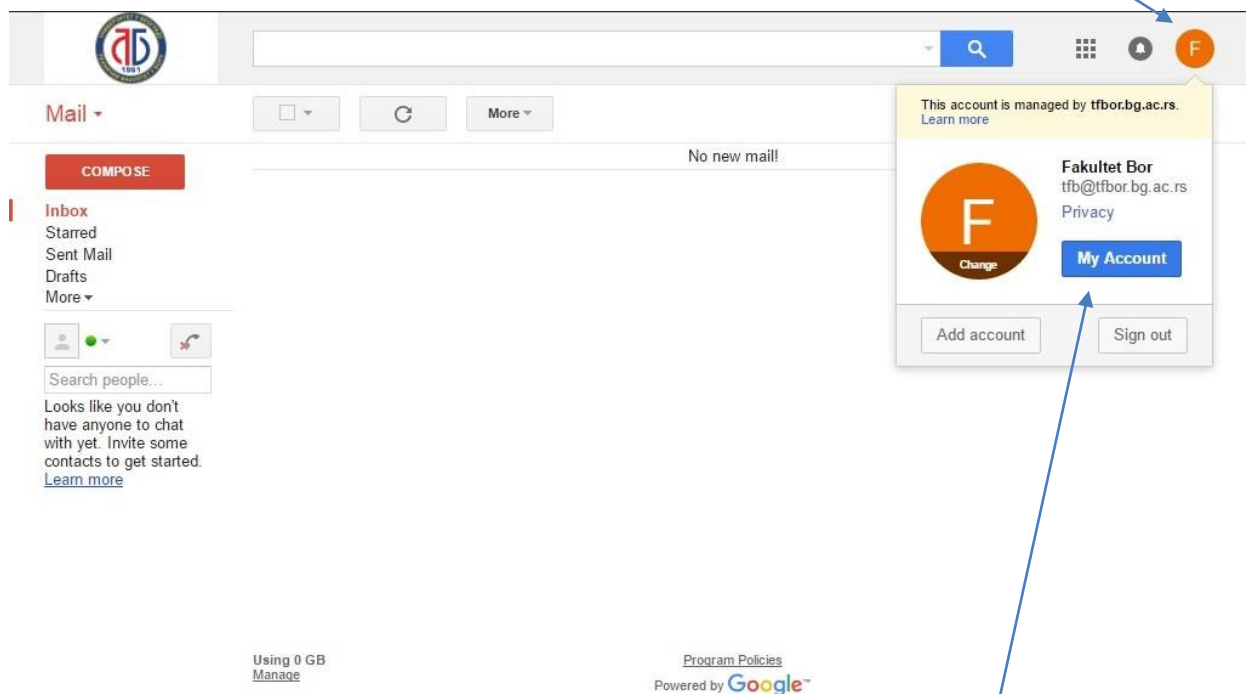 1961
F
Mail
More
This account is managed by tfbor.bg.ac.rs.
Learn more
No new mail!
COMPOSE
Inbox
Starred
Sent Mail
Drafts
More
Fakultet Bor
tfb@tfbor.bg.ac.rs
Privacy
F
Change
My Account
Add account
Sign out
Search people...
Looks like you don't
have anyone to chat
with yet. Invite some
contacts to get started.
Learn more
Using 0 GB
Manage
Program Policies
Powered by Google™